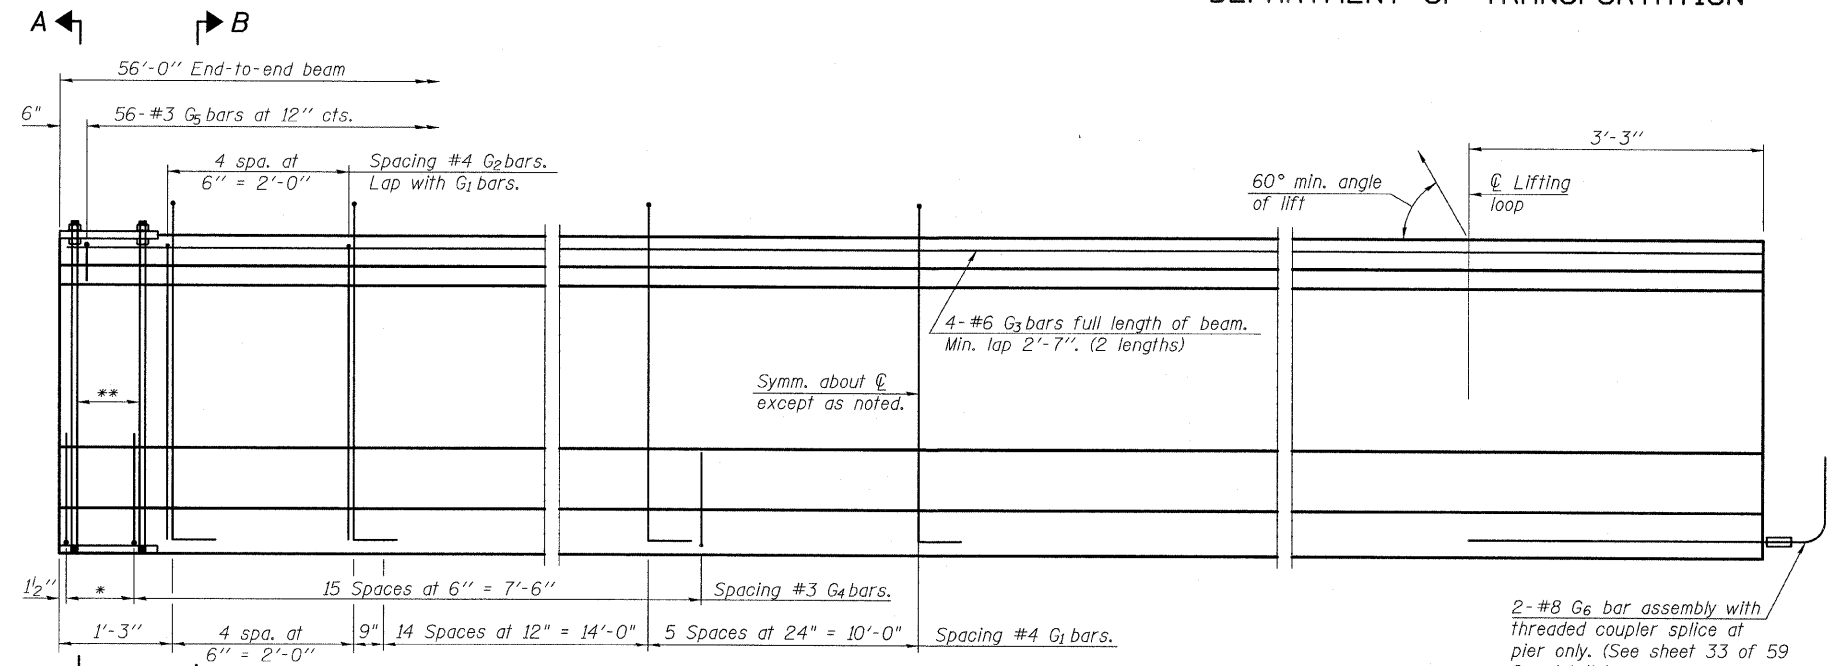 DEPARTMENT OF TRANSPORTATION
A
B
56'-0" End-to-end beam
6"
56-#3 G5 bars at 12" cts.
4 spa. at
6" = 2'-0"
Spacing #4 G2 bars.
Lap with G1 bars.
3'-3"
60° min. angle
of lift
℄ Lifting
loop
4-#6 G3 bars full length of beam.
Min. lap 2'-7". (2 lengths)
**
Symm. about ℄
except as noted.
1½"
*
15 Spaces at 6" = 7'-6"
Spacing #3 G4 bars.
1'-3"
4 spa. at
6" = 2'-0"
9"
14 Spaces at 12" = 14'-0"
5 Spaces at 24" = 10'-0"
Spacing #4 G1 bars.
2-#8 G6 bar assembly with
threaded coupler splice at
pier only. (See sheet 33 of 59